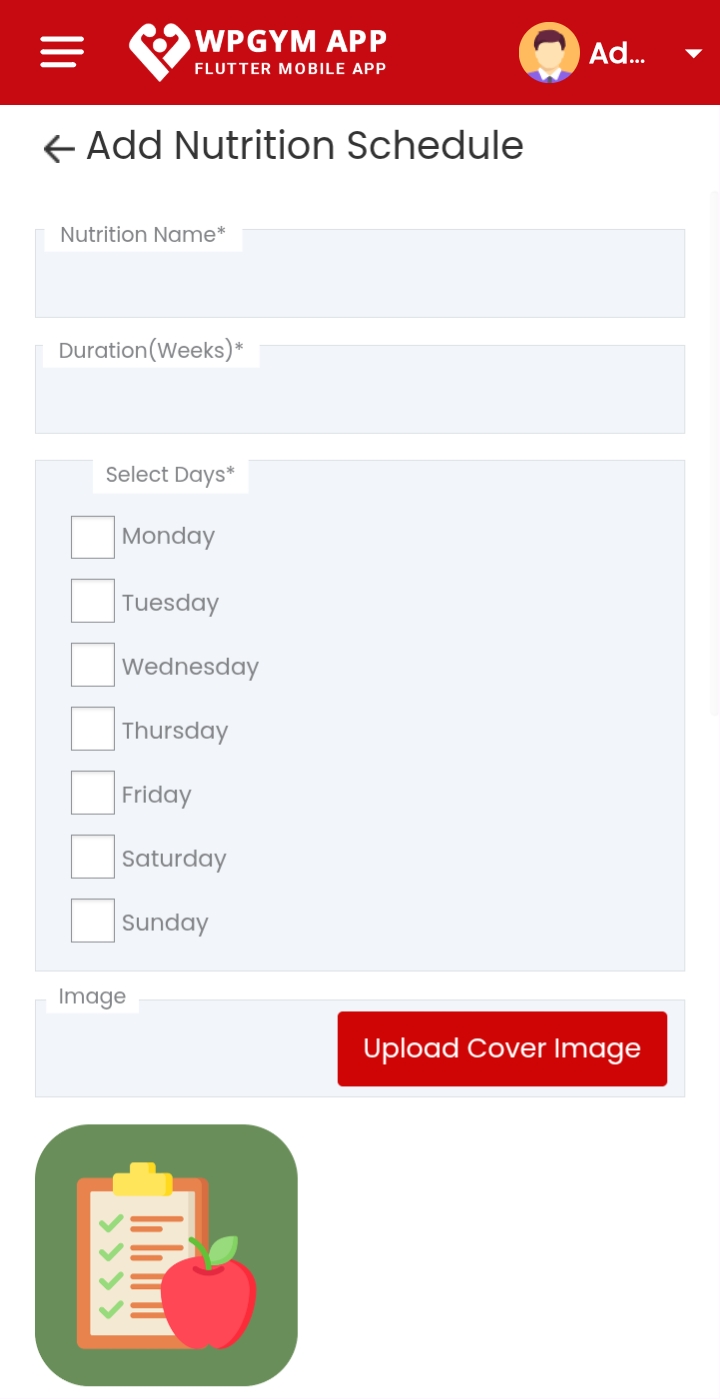 WPGYM APP
FLUTTER MOBILE APP
Ad...
Add Nutrition Schedule
Nutrition Name*
Duration(Weeks)*
Select Days*
Monday
Tuesday
Wednesday
Thursday
Friday
Saturday
Sunday
Image
Upload Cover Image